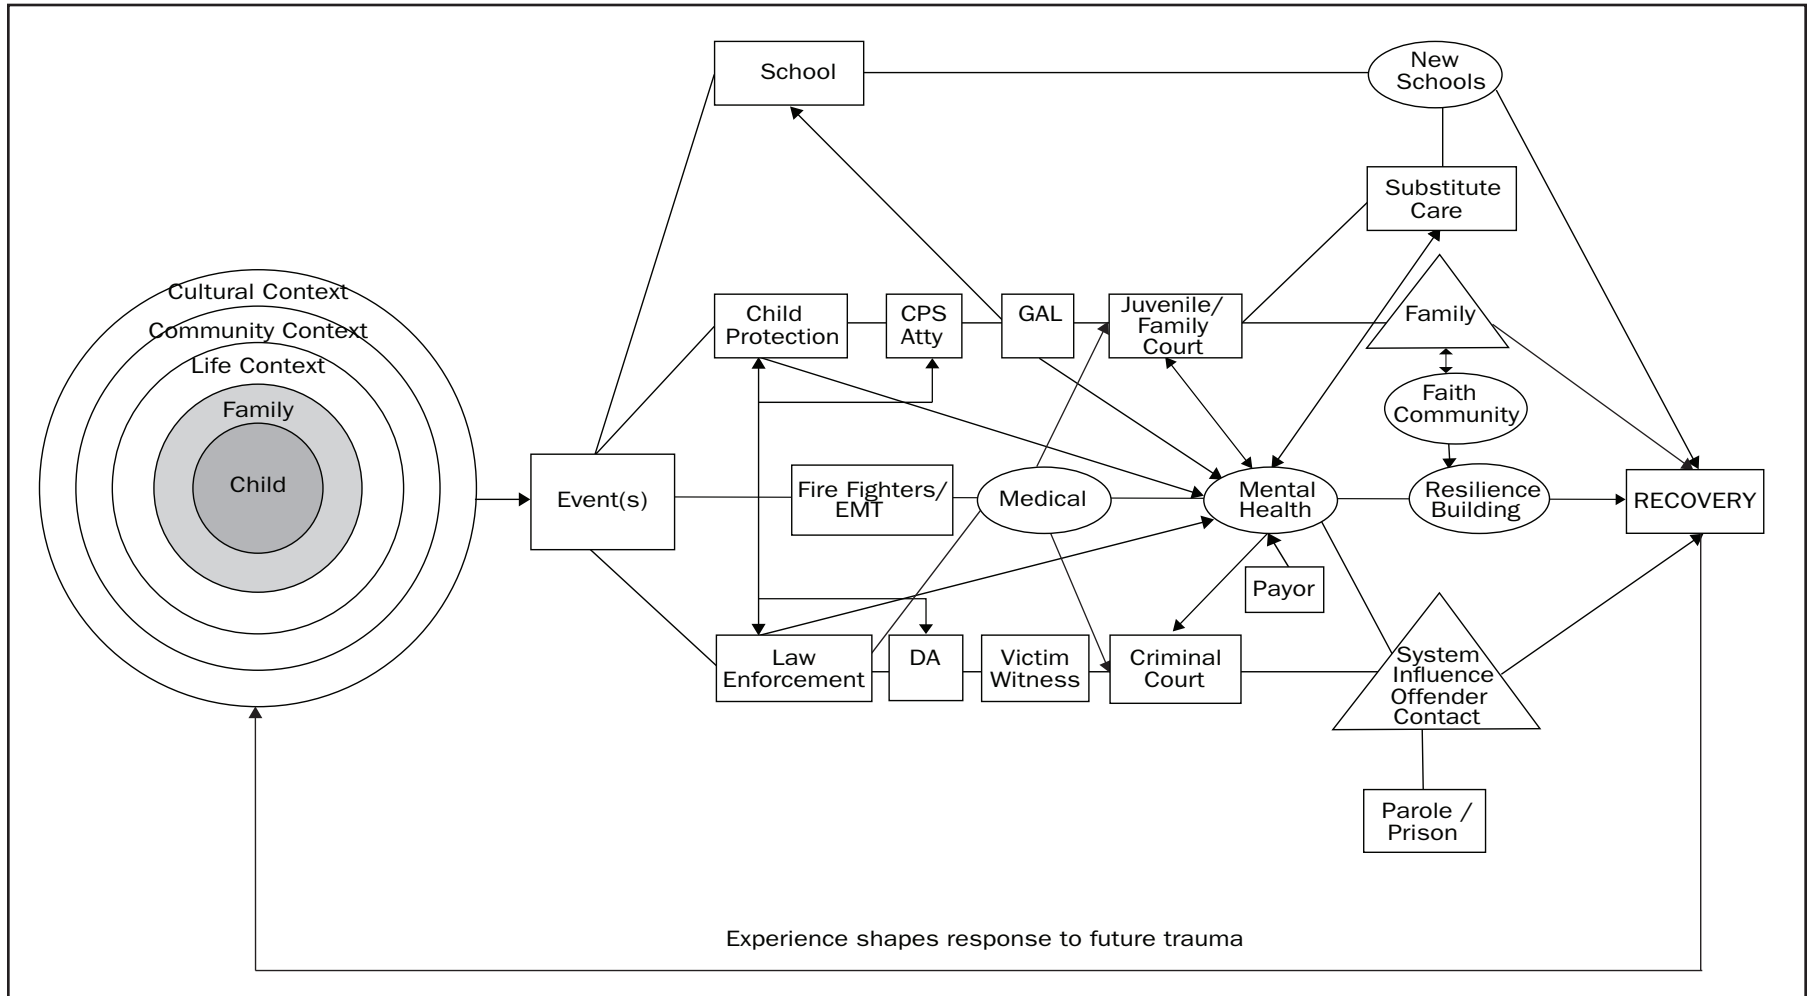 School
New
Schools
Substitute
Care
Cultural Context
Community Context
Life Context
Family
Child
Child
Protection
CPS
Atty
GAL
Juvenile/
Family
Court
Family
Faith
Community
Event(s)
Fire Fighters/
EMT
Medical
Mental
Health
Resilience
Building
RECOVERY
Payor
Law
Enforcement
DA
Victim
Witness
Criminal
Court
System
Influence
Offender
Contact
Parole /
Prison
Experience shapes response to future trauma